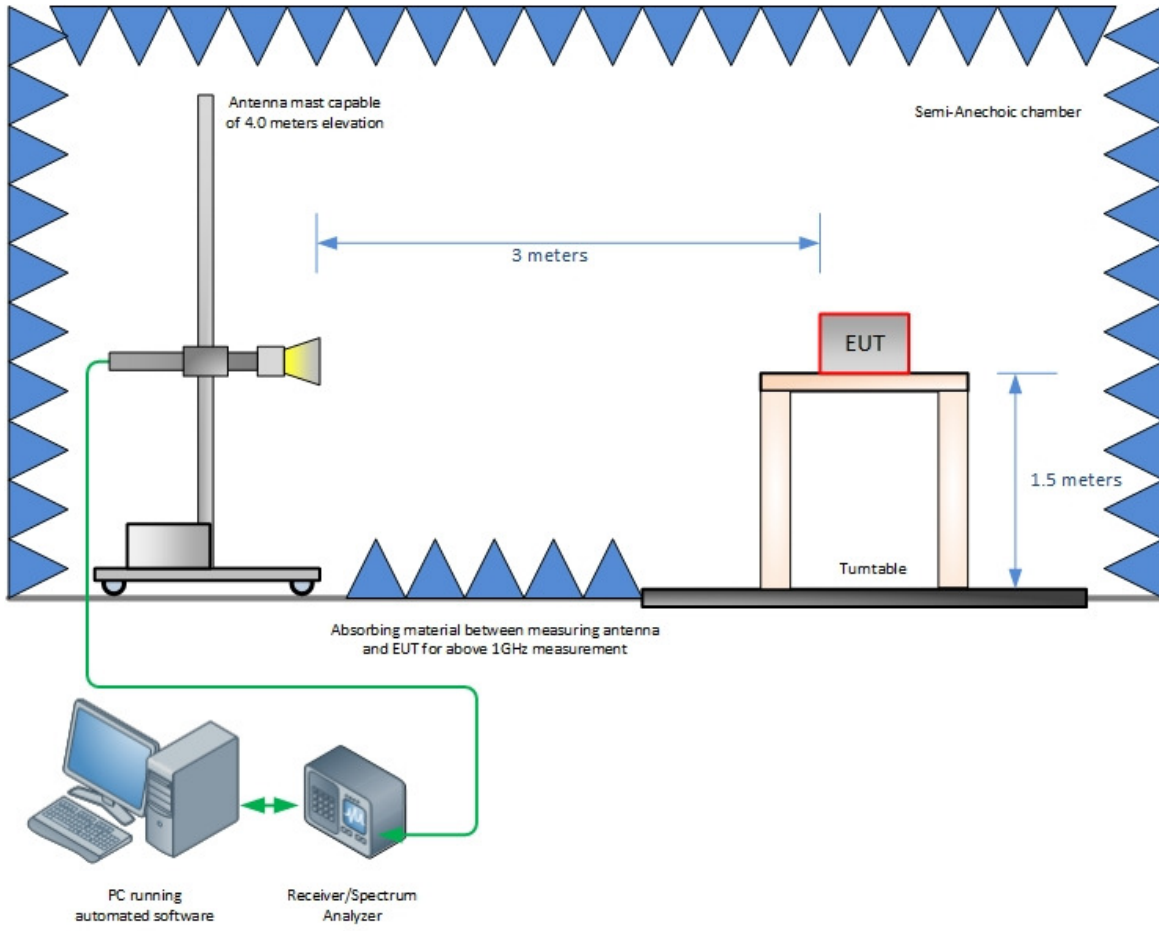 Antenna mast capable
of 4.0 meters elevation
Semi-Anechoic chamber
3 meters
EUT
1.5 meters
Turntable
Absorbing material between measuring antenna
and EUT for above 1GHz measurement
PC running
automated software
Receiver/Spectrum
Analyzer